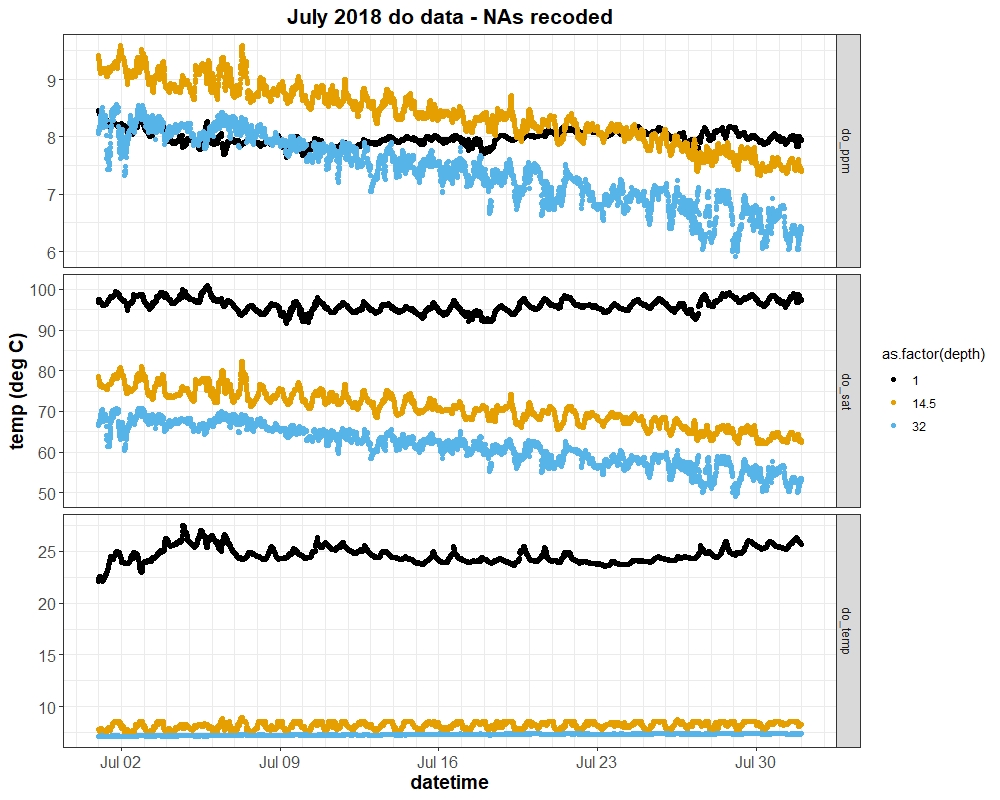 July 2018 do data - NAs recoded
9
8
7
6
do_ppm
100
90
80
70
60
50
do_sat
25
20
15
10
do_temp
temp (deg C)
Jul 02
Jul 09
Jul 16
Jul 23
Jul 30
datetime
as.factor(depth)
1
14.5
32